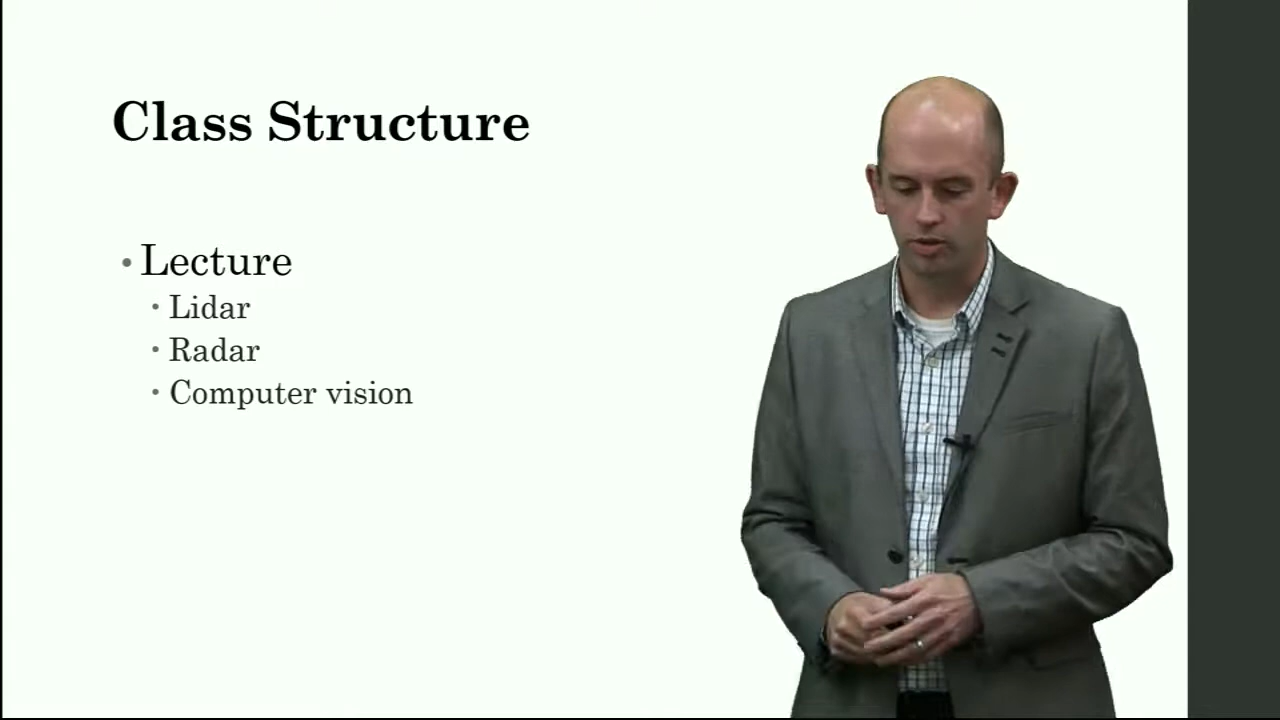 Class Structure
• Lecture
• Lidar
• Radar
• Computer vision